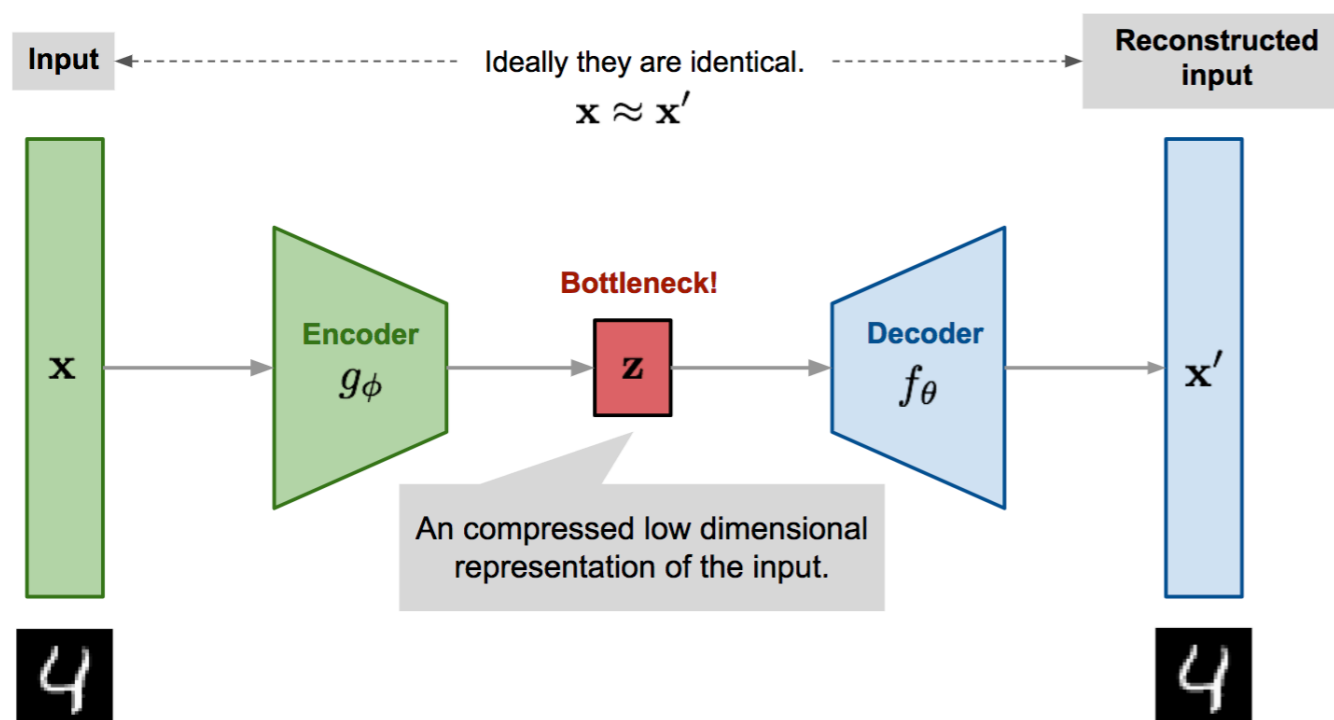 Input
Ideally they are identical.
x ≈ x′
Reconstructed
input
Bottleneck!
x
Encoder
gϕ
z
Decoder
fθ
x′
An compressed low dimensional
representation of the input.
4
4